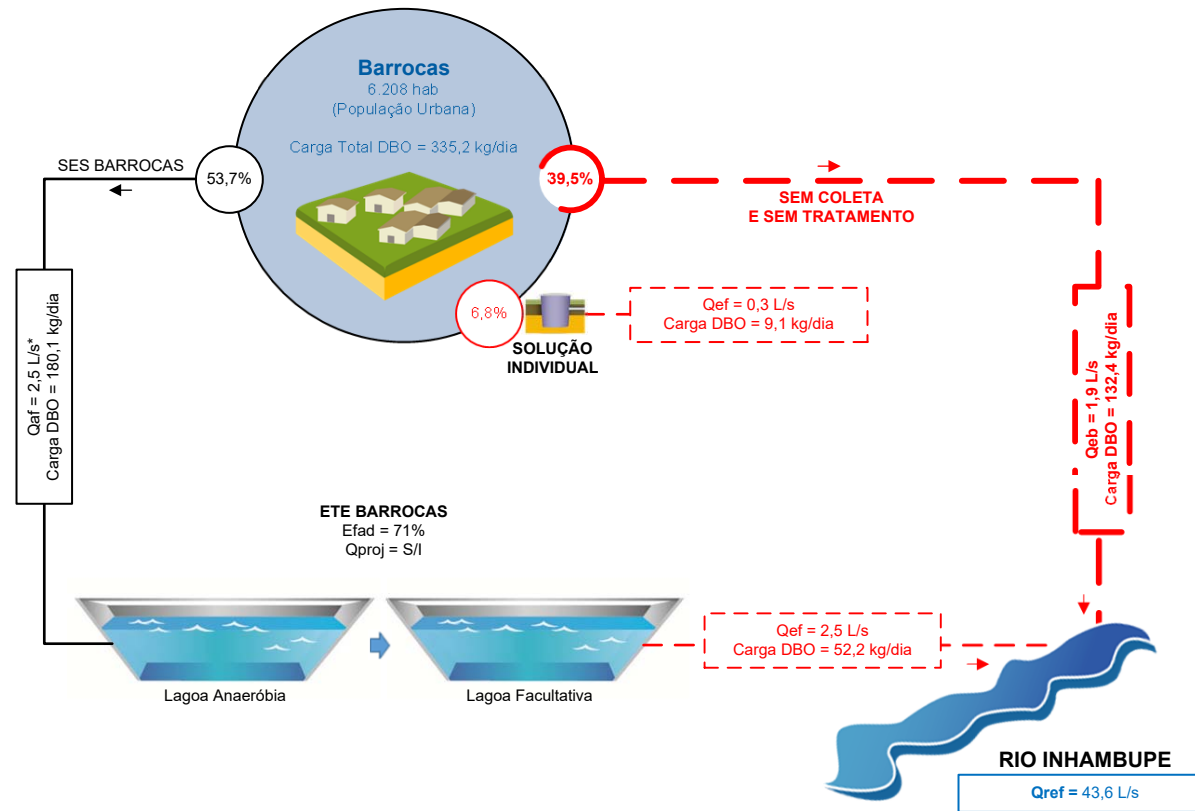 Barrocas
6.208 hab
(População Urbana)
Carga Total DBO = 335,2 kg/dia
SES BARROCAS
53,7%
39,5%
SEM COLETA
E SEM TRATAMENTO
6,8%
SOLUÇÃO
INDIVIDUAL
Qef = 0,3 L/s
Carga DBO = 9,1 kg/dia
Qaf = 2,5 L/s*
Carga DBO = 180,1 kg/dia
Qeb = 1,9 L/s
Carga DBO = 132,4 kg/dia
ETE BARROCAS
Efad = 71%
Qproj = S/I
Qef = 2,5 L/s
Carga DBO = 52,2 kg/dia
Lagoa Anaeróbia
Lagoa Facultativa
RIO INHAMBUPE
Qref = 43,6 L/s